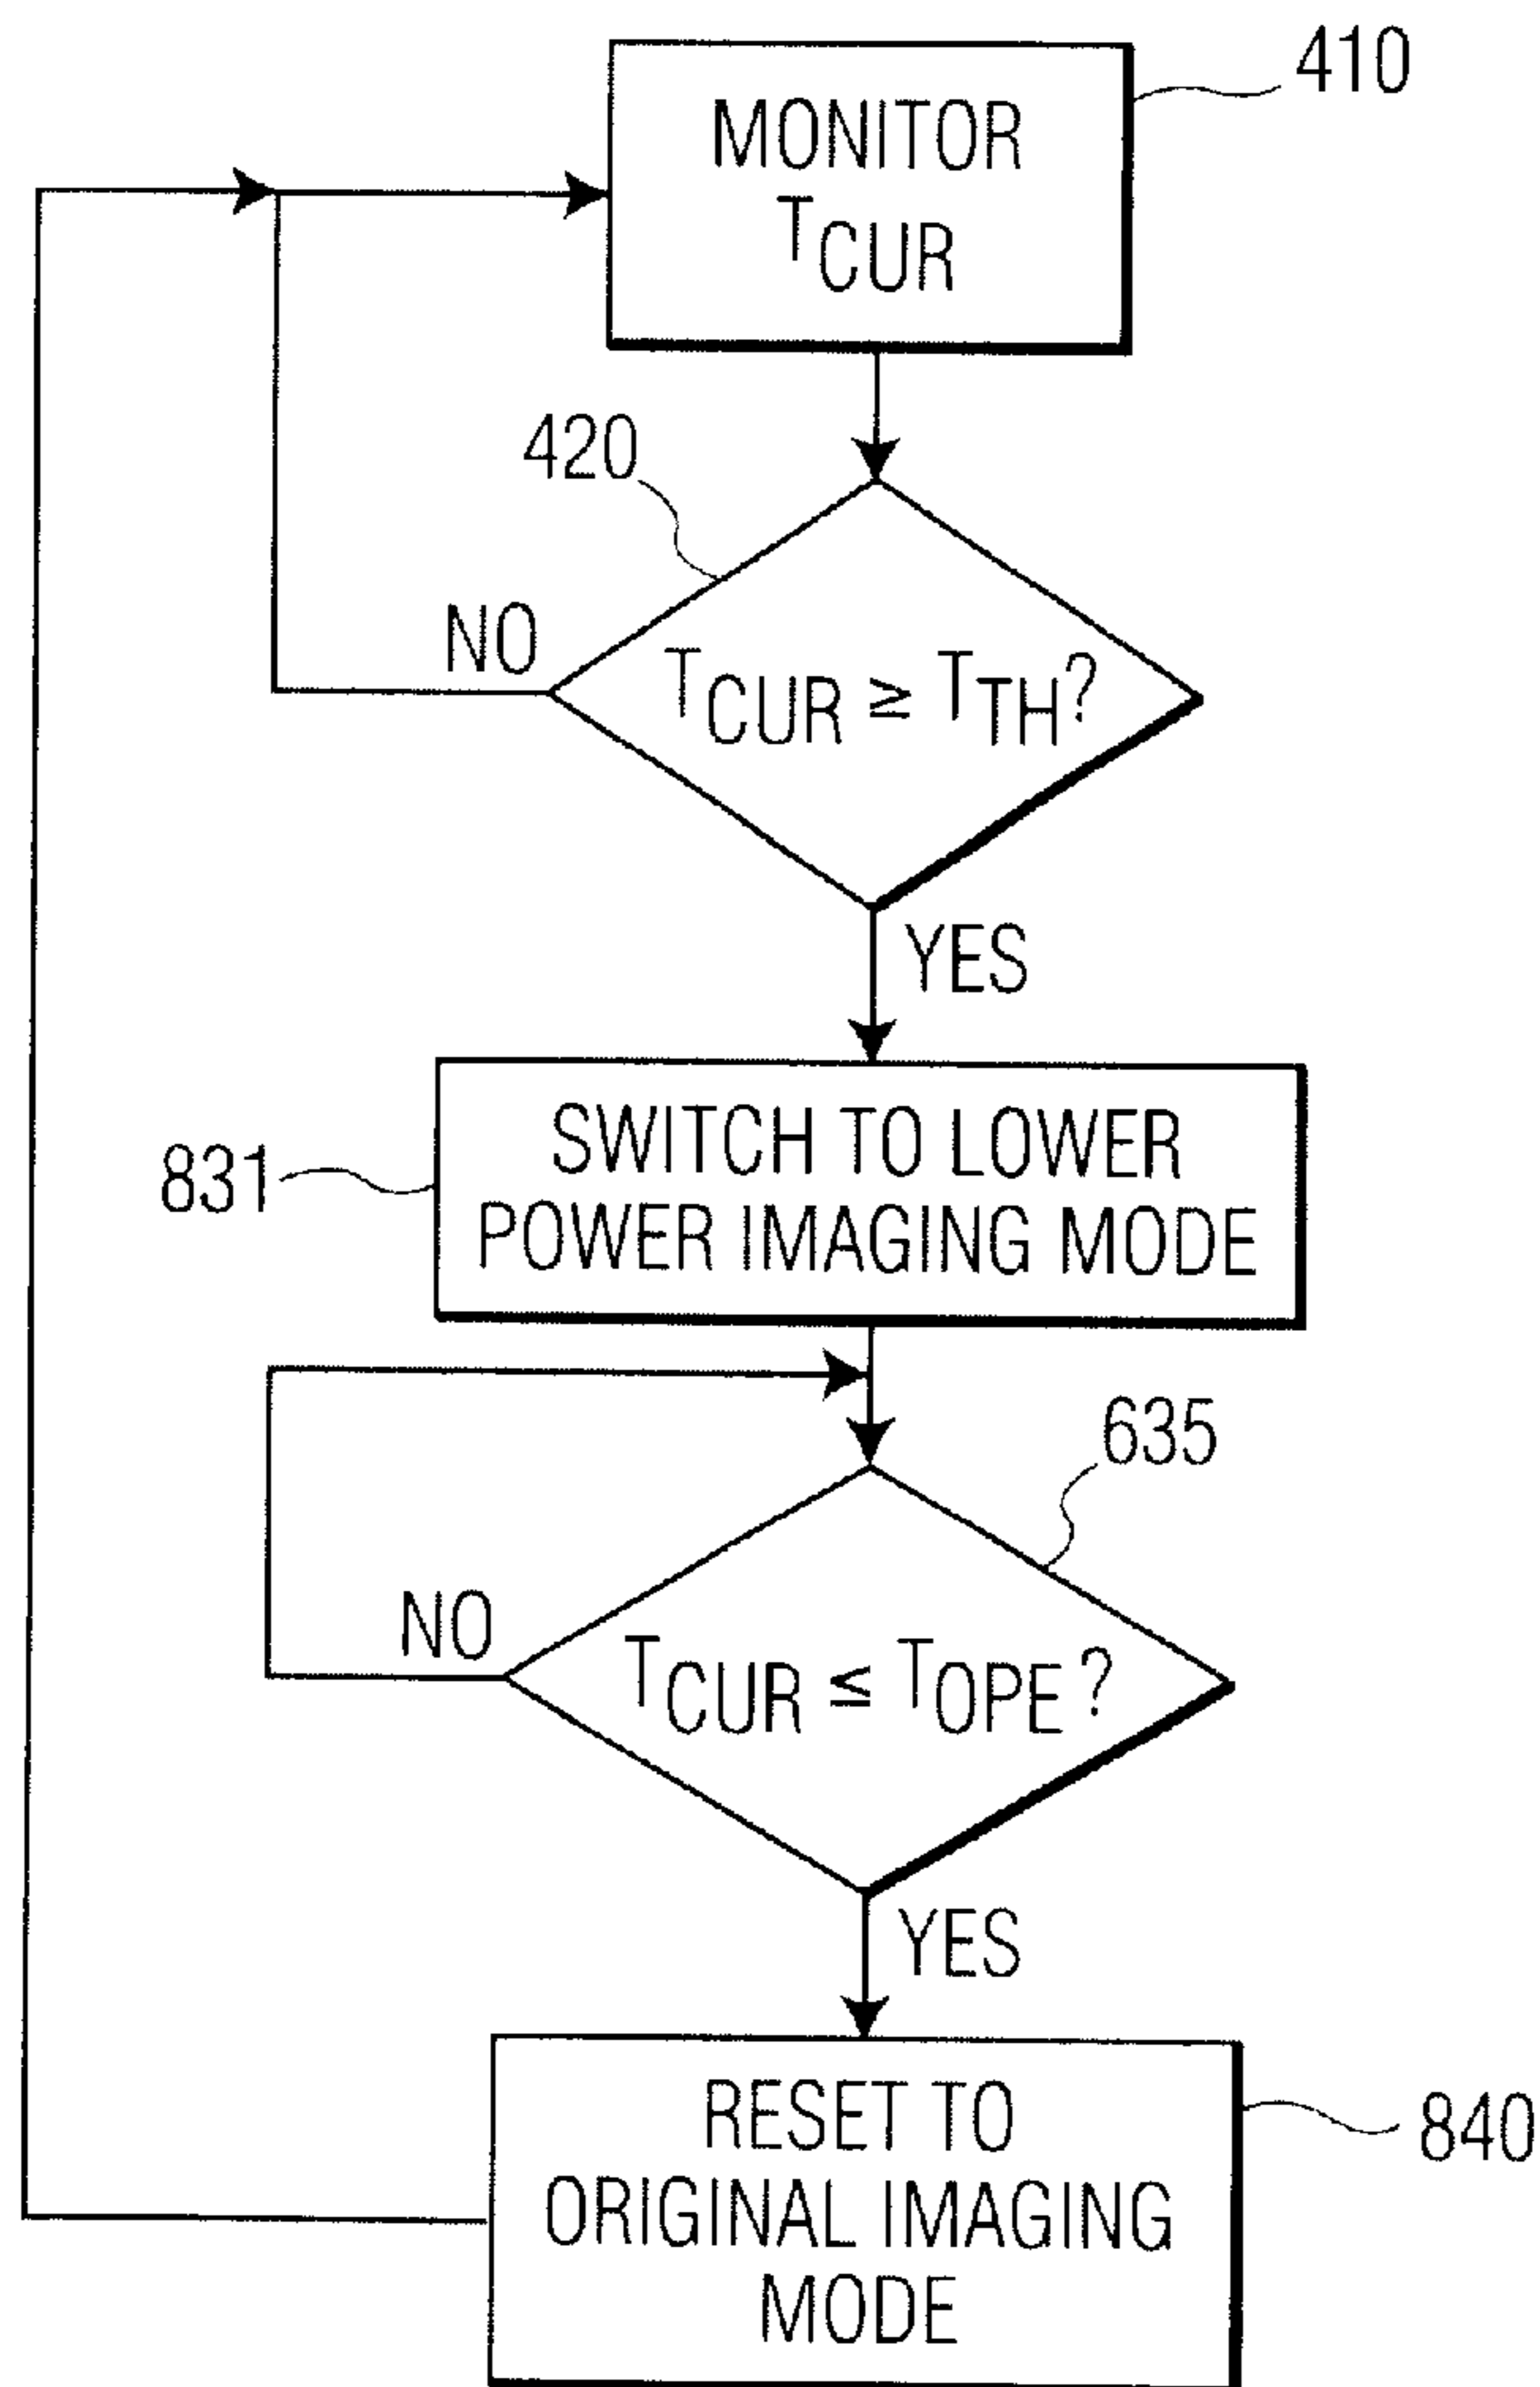 410
MONITOR
TCUR
420
NO
TCUR ≥ TTH?
YES
831
SWITCH TO LOWER
POWER IMAGING MODE
635
NO
TCUR ≤ TOPE?
YES
840
RESET TO
ORIGINAL IMAGING
MODE